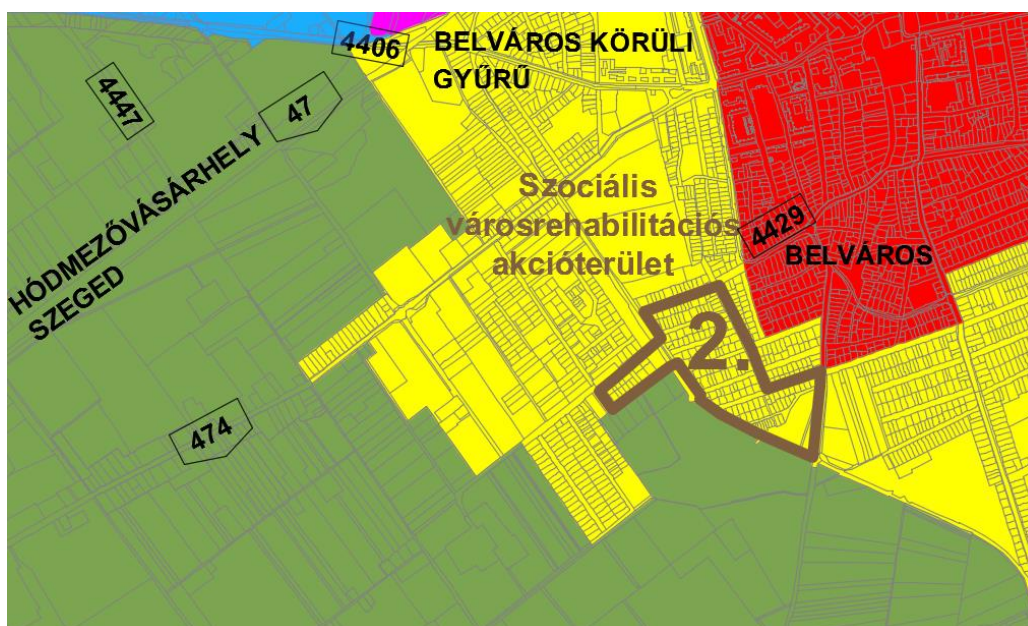 4406
BELVÁROS KÖRÜLI
GYŰRŰ
4447
47
HÓDMEZŐVÁSÁRHELY
SZEGED
Szociális
városrehabilitációs
akcióterület
4429
BELVÁROS
2.
474